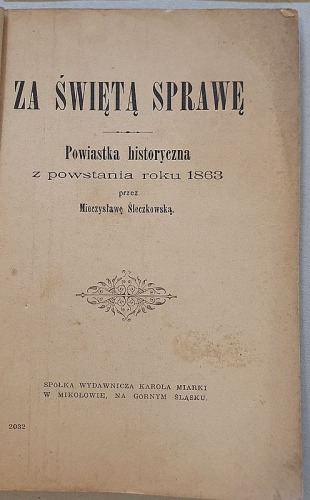 ZA ŚWIĘTĄ SPRAWĘ
Powiastka historyczna
z powstania roku 1863
przez
Mieczysławę Śleczkowską.
SPÓŁKA WYDAWNICZA KAROLA MIARKI
W MIKOŁOWIE, NA GÓRNYM ŚLĄSKU.
2032